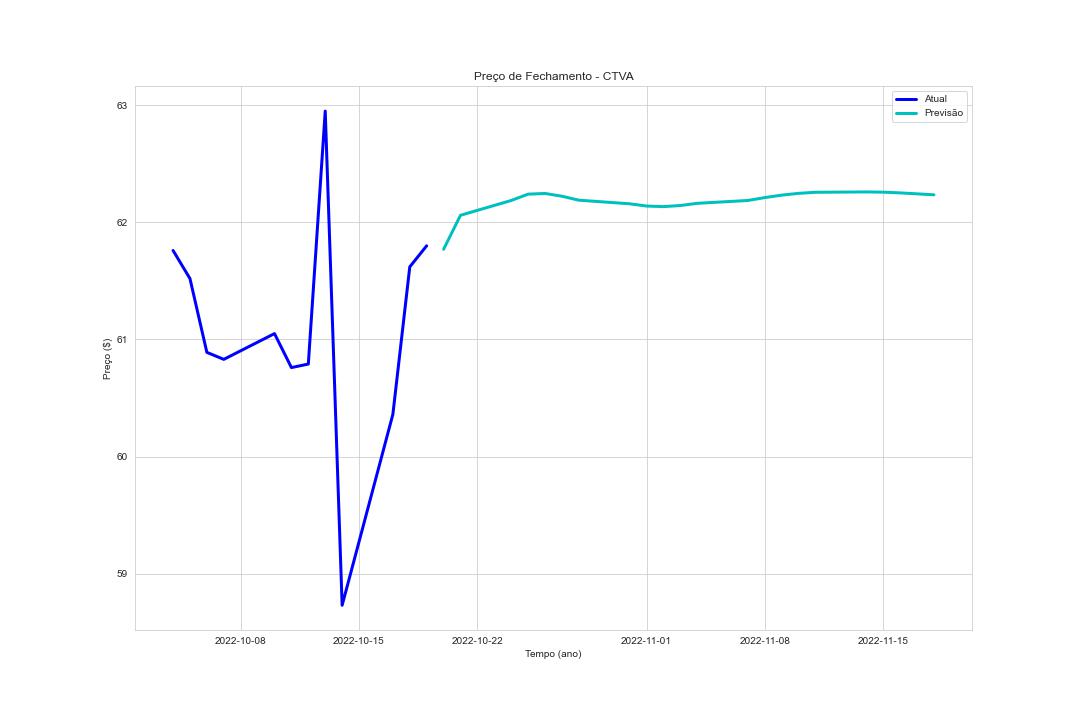 Preço de Fechamento - CTVA
Atual
Previsão
63
62
61
60
59
Preço ($)
2022-10-08
2022-10-15
2022-10-22
2022-11-01
2022-11-08
2022-11-15
Tempo (ano)